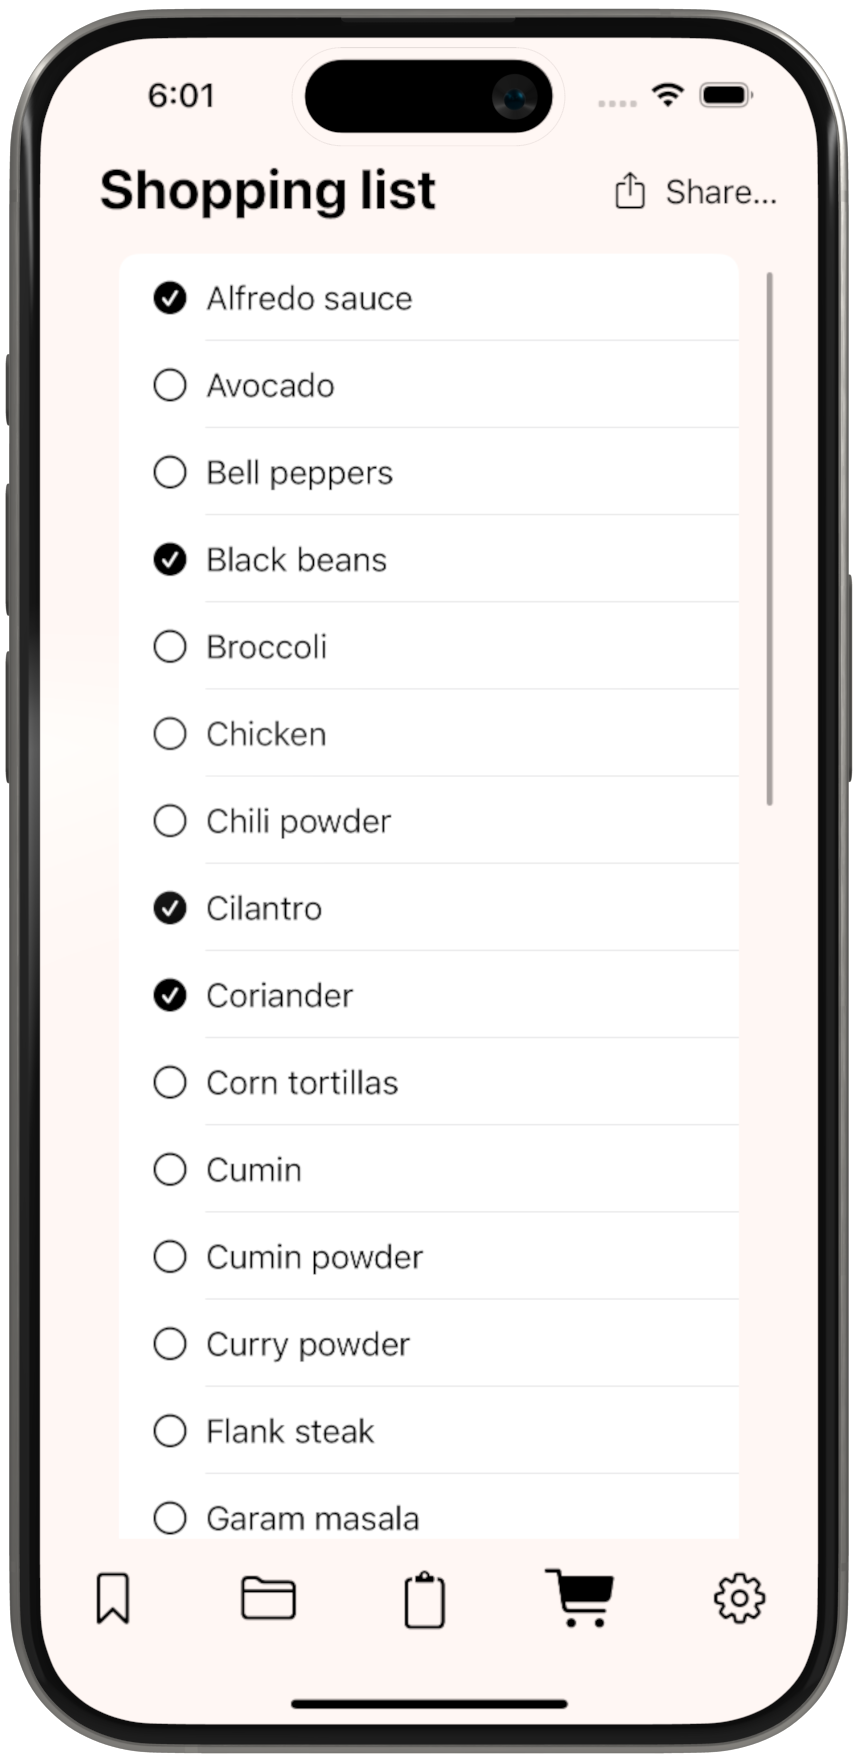 6:01
Shopping list
Share...
Alfredo sauce
Avocado
Bell peppers
Black beans
Broccoli
Chicken
Chili powder
Cilantro
Coriander
Corn tortillas
Cumin
Cumin powder
Curry powder
Flank steak
Garam masala